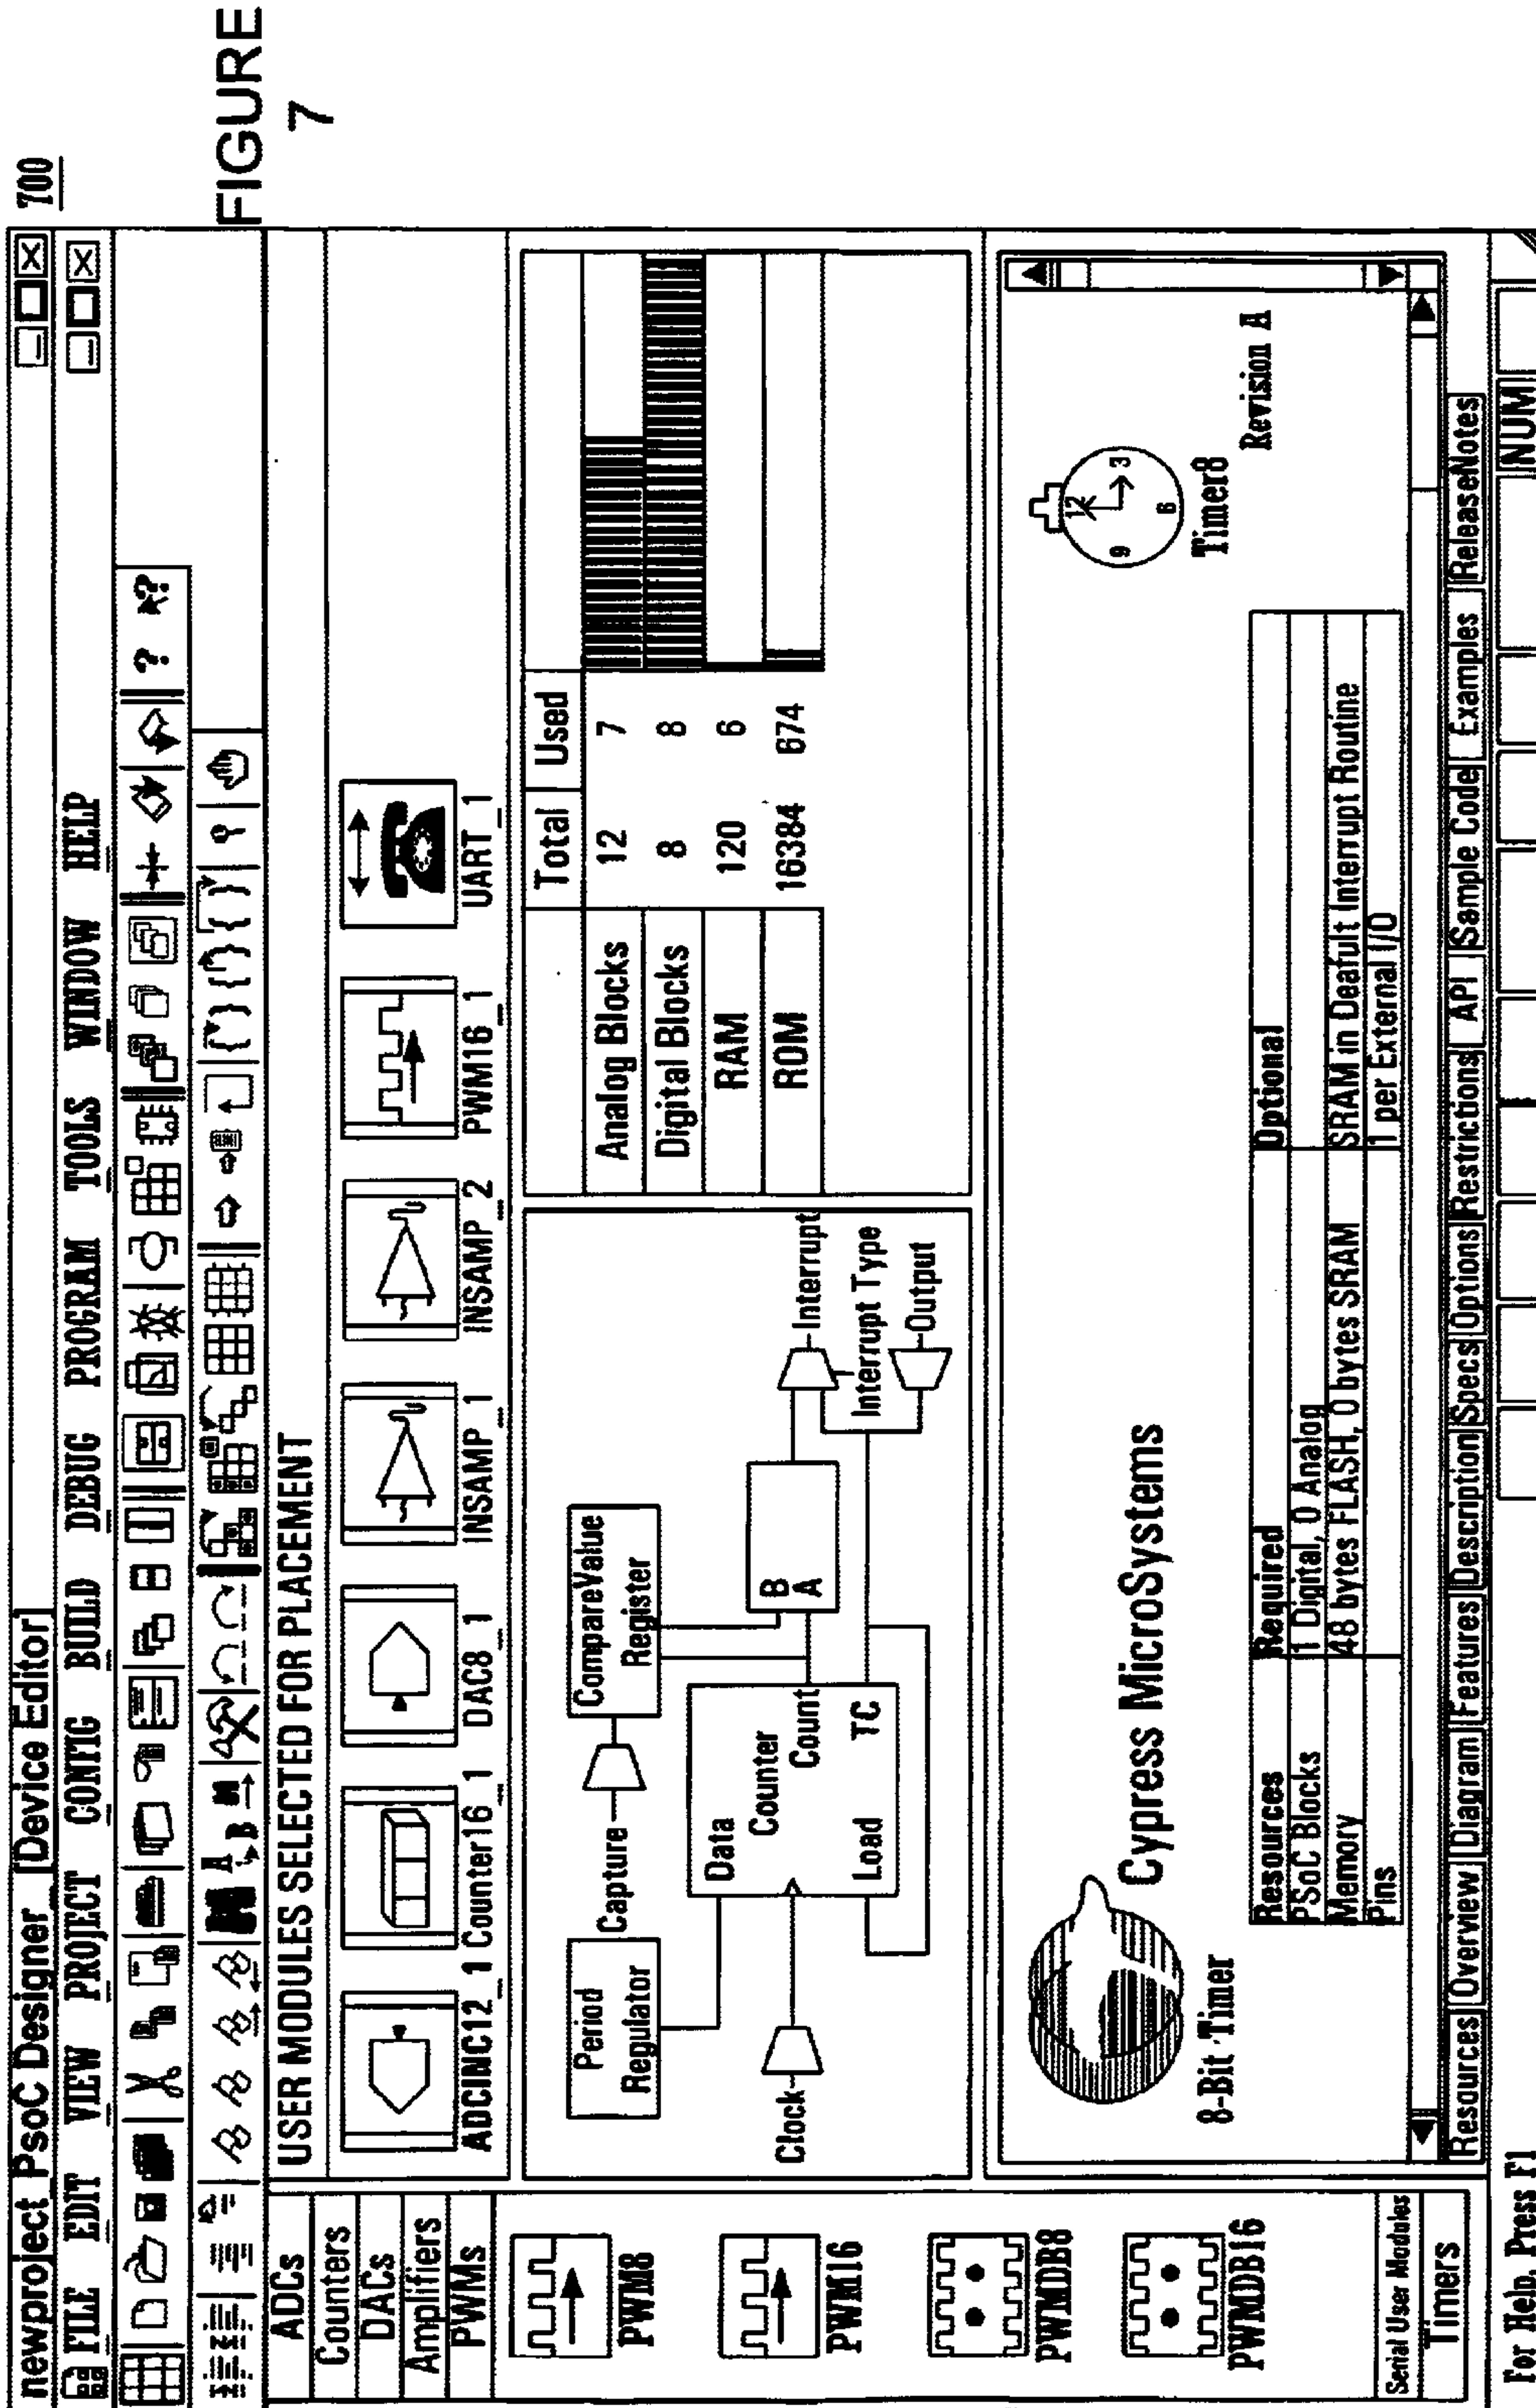 700
FIGURE
7
newproject PsoC Designer [Device Editor]
FILE EDIT VIEW PROJECT CONFIG BUILD DEBUG PROGRAM TOOLS WINDOW HELP
? ?
A B
USER MODULES SELECTED FOR PLACEMENT
ADCINC12_1 Counter16_1 DAC8_1 INSAMP_1 INSAMP_2 PWM16_1 UART_1
ADCs
Counters
DACs
Amplifiers
PWMs
PWM8
PWM16
PWMDB8
PWMDB16
Serial User Modules
Timers
Period
Regulator
Capture
CompareValue
Register
Data
Counter
Count
Load TC
Clock
B
A
Interrupt
Interrupt Type
Output
Total Used
Analog Blocks 12 7
Digital Blocks 8 8
RAM 120 6
ROM 16384 674
Cypress MicroSystems
12
9 3
6
Timer8
8-Bit Timer
Revision A
Resources Required Optional
PSoC Blocks 1 Digital, 0 Analog
Memory 48 bytes FLASH, 0 bytes SRAM SRAM in Deafult Interrupt Routine
Pins 1 per External I/O
Resources Overview Diagram Features Description Specs Options Restrictions API Sample Code Examples ReleaseNotes
For Help, Press F1
NUM